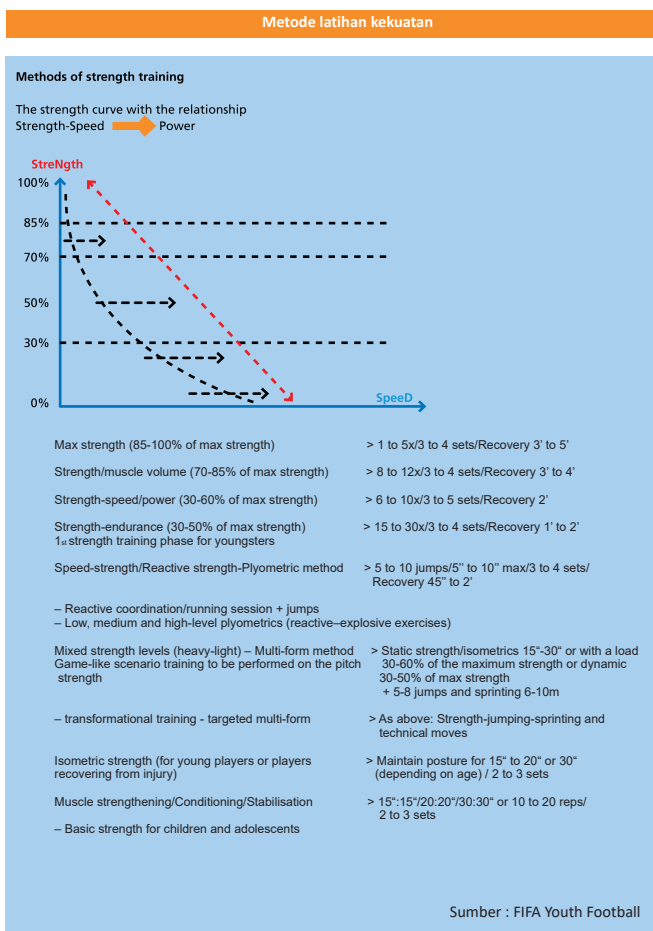 Metode latihan kekuatan
Methods of strength training
The strength curve with the relationship
Strength-Speed Power
StreNgth
100%
85%
70%
50%
30%
0%
SpeeD
Max strength (85-100% of max strength) > 1 to 5x/3 to 4 sets/Recovery 3’ to 5’
Strength/muscle volume (70-85% of max strength) > 8 to 12x/3 to 4 sets/Recovery 3’ to 4’
Strength-speed/power (30-60% of max strength) > 6 to 10x/3 to 5 sets/Recovery 2’
Strength-endurance (30-50% of max strength) > 15 to 30x/3 to 4 sets/Recovery 1’ to 2’
1st strength training phase for youngsters
Speed-strength/Reactive strength-Plyometric method > 5 to 10 jumps/5’’ to 10’’ max/3 to 4 sets/
Recovery 45’’ to 2’
– Reactive coordination/running session + jumps
– Low, medium and high-level plyometrics (reactive–explosive exercises)
Mixed strength levels (heavy-light) – Multi-form method > Static strength/isometrics 15“-30“ or with a load
Game-like scenario training to be performed on the pitch 30-60% of the maximum strength or dynamic
strength 30-50% of max strength
+ 5-8 jumps and sprinting 6-10m
– transformational training - targeted multi-form > As above: Strength-jumping-sprinting and
technical moves
Isometric strength (for young players or players > Maintain posture for 15“ to 20“ or 30“
recovering from injury) (depending on age) / 2 to 3 sets
Muscle strengthening/Conditioning/Stabilisation > 15“:15“/20:20“/30:30“ or 10 to 20 reps/
2 to 3 sets
– Basic strength for children and adolescents
Sumber : FIFA Youth Football